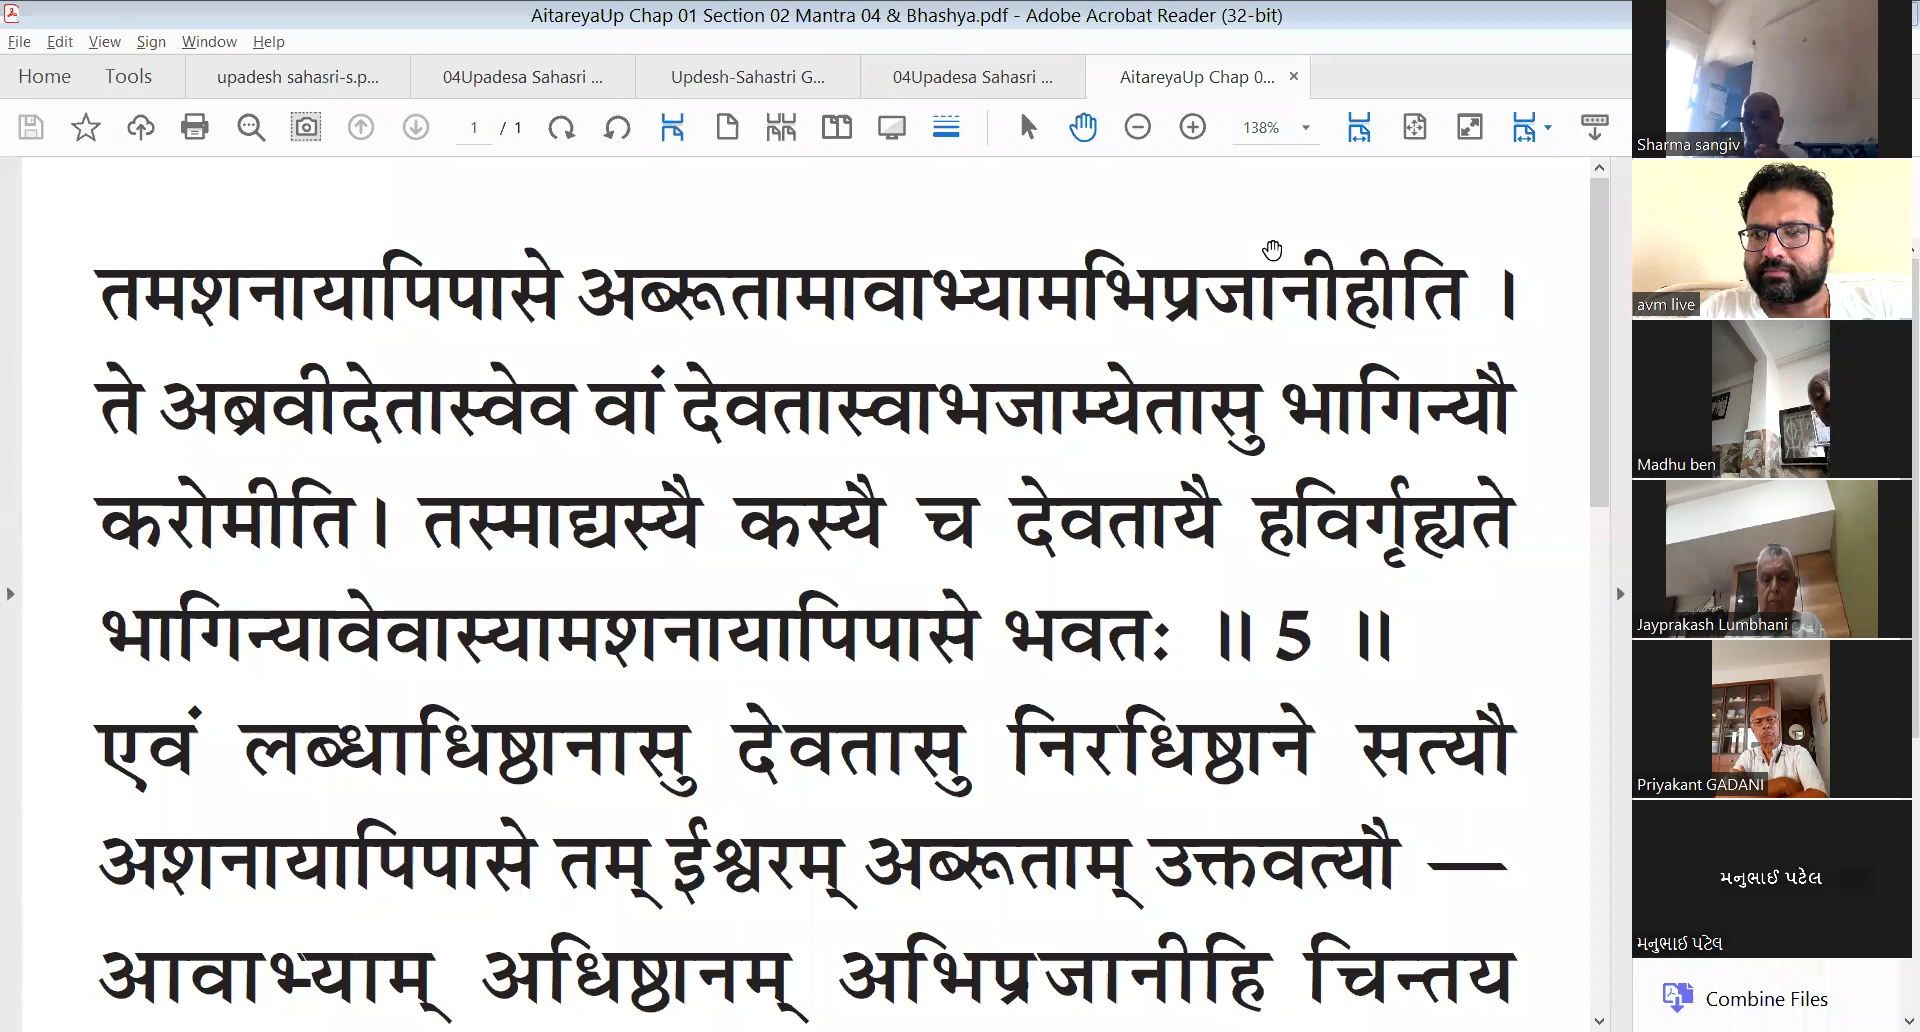 AitareyaUp Chap 01 Section 02 Mantra 04 & Bhashya.pdf - Adobe Acrobat Reader (32-bit)
File Edit View Sign Window Help
Home Tools upadesh sahasri-s.p... 04Upadesa Sahasri ... Updesh-Sahastri G... 04Upadesa Sahasri ... AitareyaUp Chap 0... ×
1 / 1 138%
तमशनायापिपासे अब्रूतामावाभ्यामभिप्रजानीहीति ।
ते अब्रवीदेतास्वेव वां देवतास्वाभजाम्येतासु भागिन्यौ
करोमीति। तस्माद्यस्यै कस्यै च देवतायै हविर्गृह्यते
भागिन्यावेवास्यामशनायापिपासे भवतः ॥ 5 ॥
एवं लब्धाधिष्ठानासु देवतासु निरधिष्ठाने सत्यौ
अशनायापिपासे तम् ईश्वरम् अब्रूताम् उक्तवत्यौ —
आवाभ्याम् अधिष्ठानम् अभिप्रजानीहि चिन्तय
Sharma sangiv
avm live
Madhu ben
Jayprakash Lumbhani
Priyakant GADANI
મનુભાઈ પટેલ
મનુભાઈ પટેલ
Combine Files